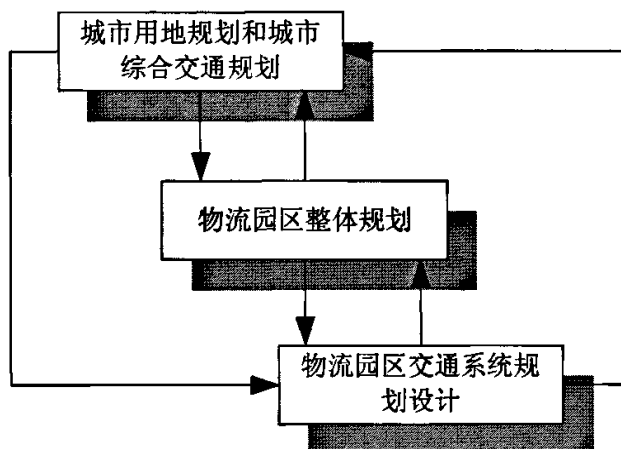 城市用地规划和城市
综合交通规划
物流园区整体规划
物流园区交通系统规
划设计